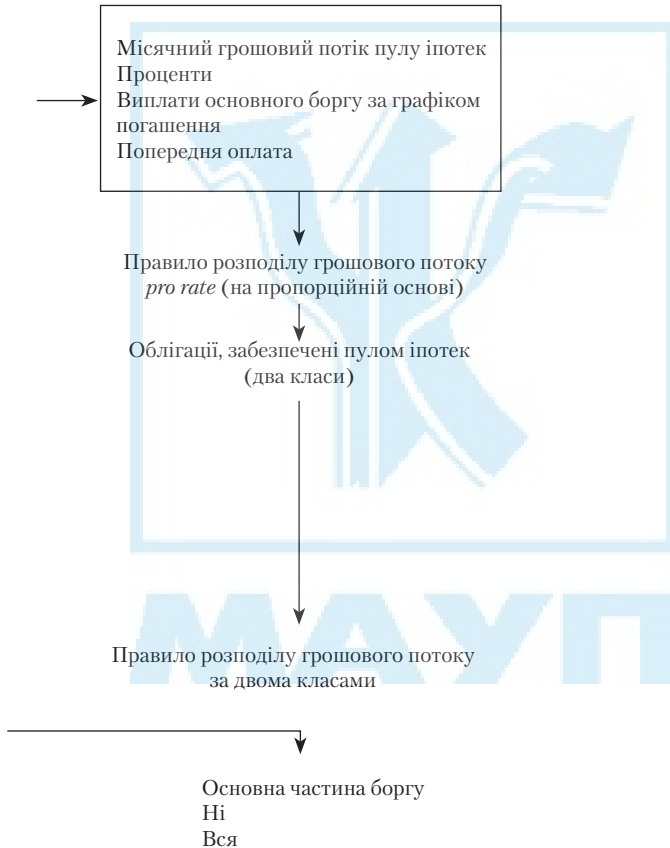 Місячний грошовий потік пулу іпотек
Проценти
Виплати основного боргу за графіком
погашення
Попередня оплата
Правило розподілу грошового потоку
pro rate (на пропорційній основі)
Облігації, забезпечені пулом іпотек
(два класи)
МАУП
Правило розподілу грошового потоку
за двома класами
Основна частина боргу
Ні
Вся